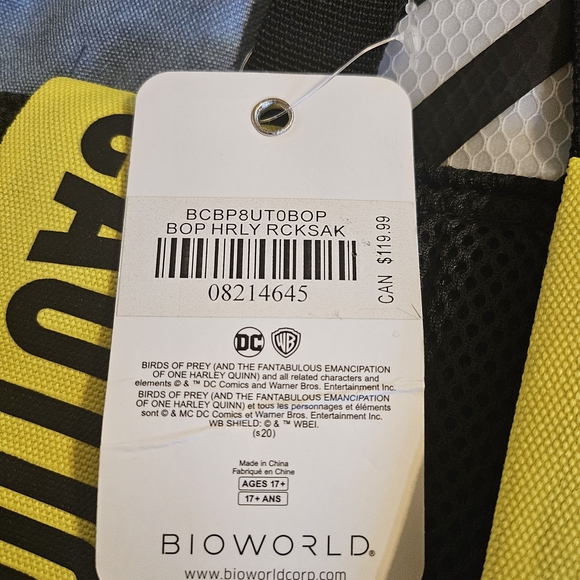 CAU
BCBP8UT0BOP
BOP HRLY RCKSAK
08214645
CAN $119.99
DC WB
BIRDS OF PREY (AND THE FANTABULOUS EMANCIPATION
OF ONE HARLEY QUINN) and all related characters and
elements © & ™ DC Comics and Warner Bros. Entertainment Inc.
BIRDS OF PREY (AND THE FANTABULOUS EMANCIPATION
OF ONE HARLEY QUINN) et tous les personnages et éléments
sont © & MC DC Comics et Warner Bros. Entertainment Inc.
WB SHIELD: © & ™ WBEI.
(s20)
Made in China
Fabriqué en Chine
AGES 17+
17+ ANS
BIOWORLD®
www.bioworldcorp.com